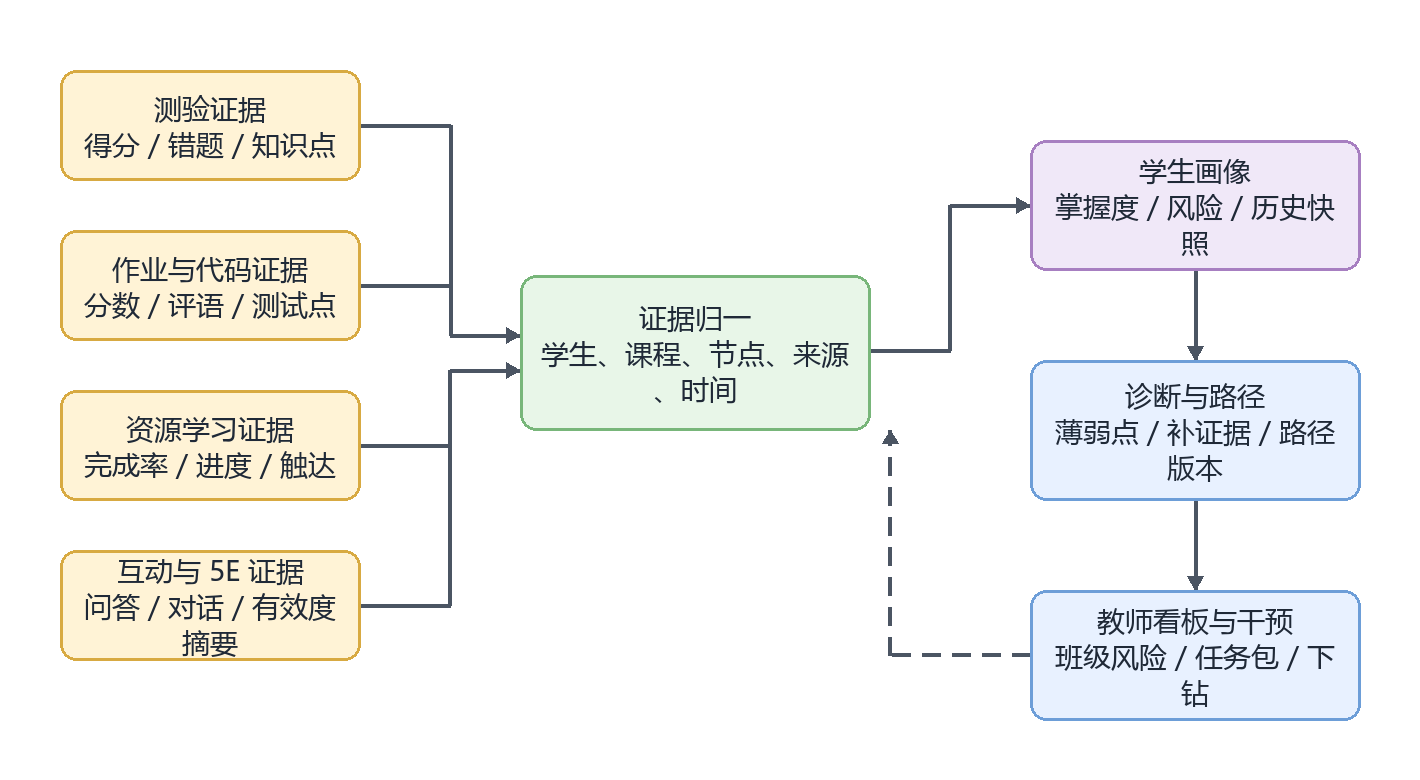 测验证据
得分 / 错题 / 知识点
作业与代码证据
分数 / 评语 / 测试点
资源学习证据
完成率 / 进度 / 触达
互动与 5E 证据
问答 / 对话 / 有效度
摘要
证据归一
学生、课程、节点、来源
、时间
学生画像
掌握度 / 风险 / 历史快
照
诊断与路径
薄弱点 / 补证据 / 路径
版本
教师看板与干预
班级风险 / 任务包 / 下
钻